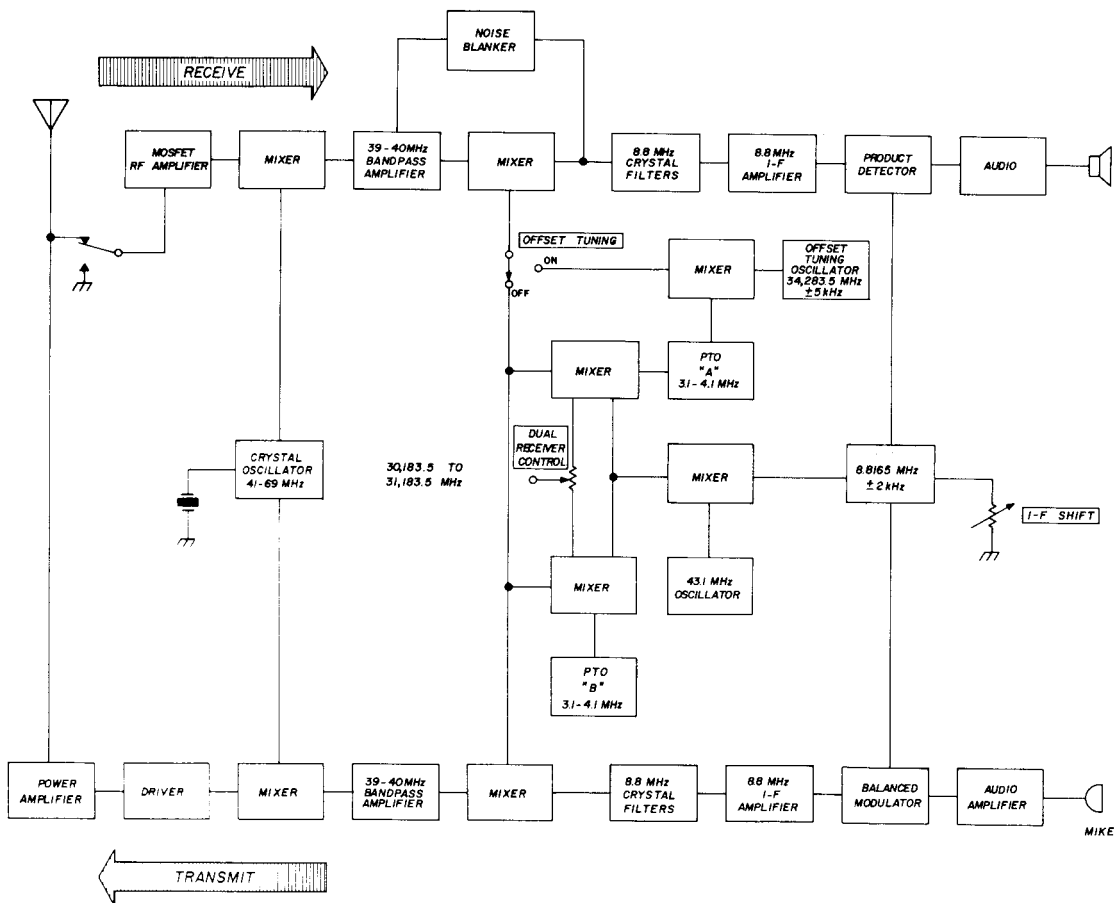 NOISE
BLANKER
RECEIVE
MOSFET
RF AMPLIFIER
MIXER
39-40MHz
BANDPASS
AMPLIFIER
MIXER
8.8 MHz
CRYSTAL
FILTERS
8.8 MHz
I-F
AMPLIFIER
PRODUCT
DETECTOR
AUDIO
OFFSET TUNING
ON
OFF
MIXER
OFFSET
TUNING
OSCILLATOR
34,283.5 MHz
±5kHz
MIXER
PTO
"A"
3.1-4.1 MHz
DUAL
RECEIVER
CONTROL
CRYSTAL
OSCILLATOR
41-69 MHz
30,183.5 TO
31,183.5 MHz
MIXER
8.8165 MHz
±2kHz
I-F SHIFT
MIXER
43.1 MHz
OSCILLATOR
PTO
"B"
3.1-4.1 MHz
POWER
AMPLIFIER
DRIVER
MIXER
39-40MHz
BANDPASS
AMPLIFIER
MIXER
8.8 MHz
CRYSTAL
FILTERS
8.8 MHz
I-F
AMPLIFIER
BALANCED
MODULATOR
AUDIO
AMPLIFIER
MIKE
TRANSMIT